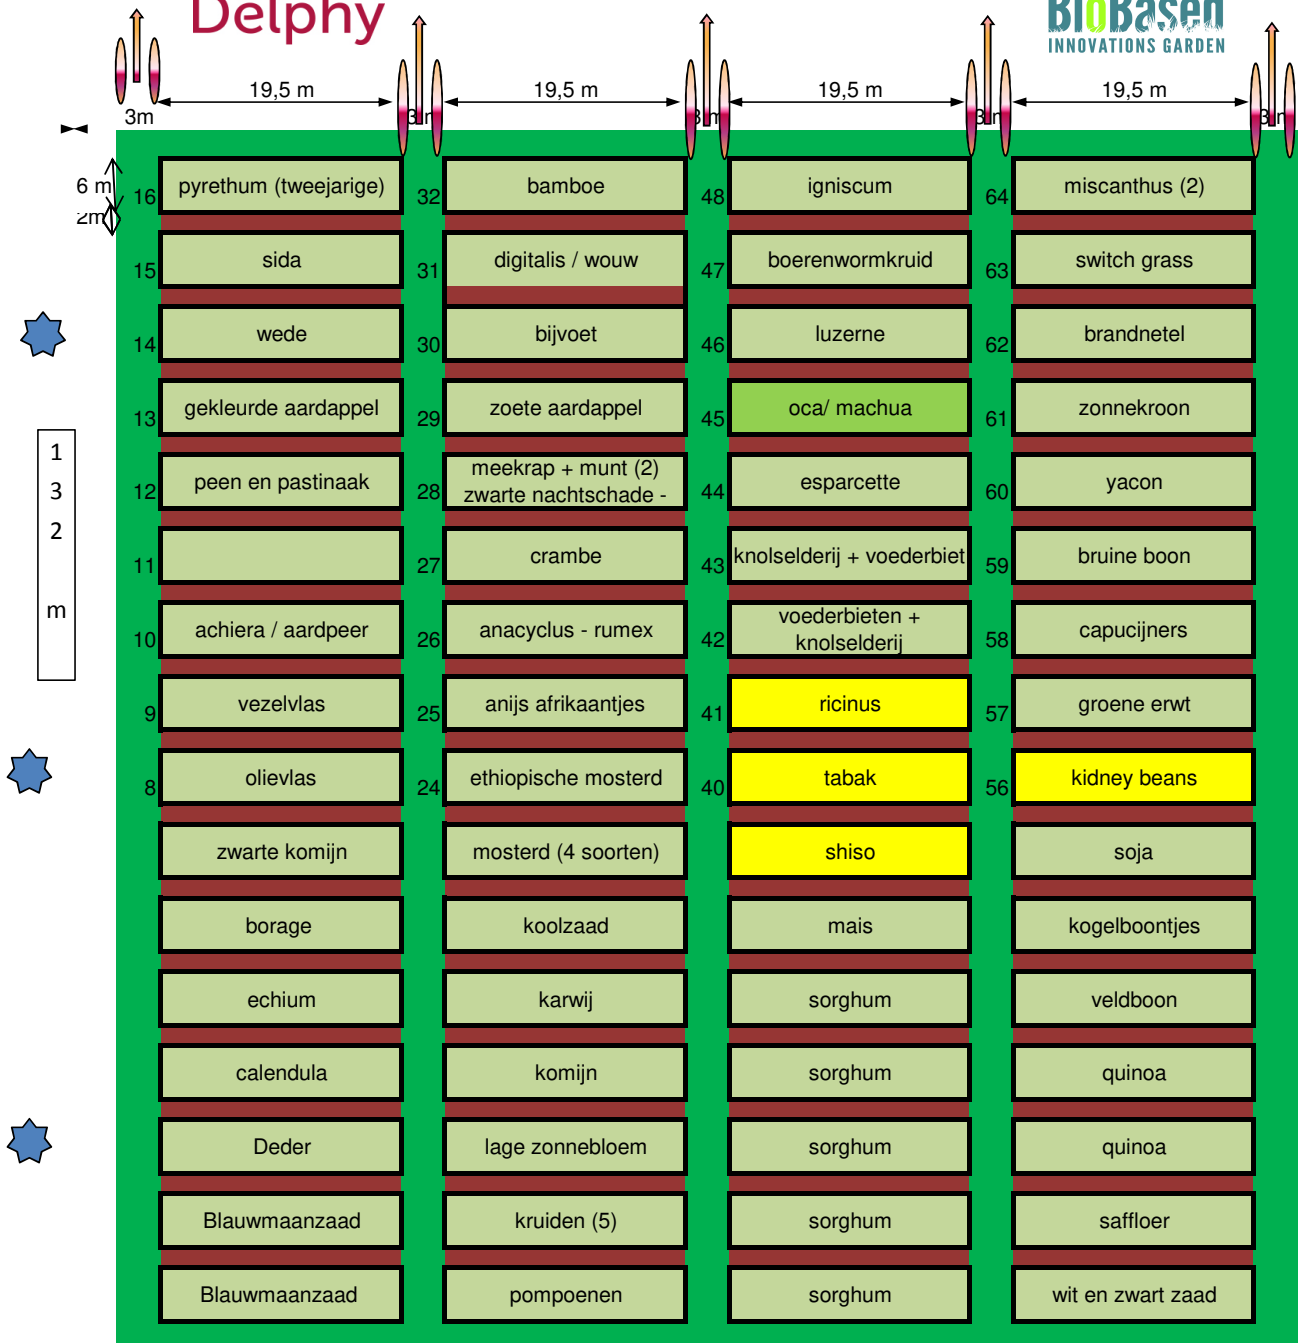 Delphy
BioBased
INNOVATIONS GARDEN
19,5 m
19,5 m
19,5 m
19,5 m
3m
3 m
3 m
3 m
3 m
6 m
2m
16 pyrethum (tweejarige) 32 bamboe 48 igniscum 64 miscanthus (2)
15 sida 31 digitalis / wouw 47 boerenwormkruid 63 switch grass
14 wede 30 bijvoet 46 luzerne 62 brandnetel
13 gekleurde aardappel 29 zoete aardappel 45 oca/ machua 61 zonnekroon
1
3
2
m
12 peen en pastinaak 28 meekrap + munt (2)
zwarte nachtschade -
44 esparcette 60 yacon
11 27 crambe 43 knolselderij + voederbiet 59 bruine boon
10 achiera / aardpeer 26 anacyclus - rumex 42 voederbieten +
knolselderij
58 capucijners
9 vezelvlas 25 anijs afrikaantjes 41 ricinus 57 groene erwt
8 olievlas 24 ethiopische mosterd 40 tabak 56 kidney beans
zwarte komijn mosterd (4 soorten) shiso soja
borage koolzaad mais kogelboontjes
echium karwij sorghum veldboon
calendula komijn sorghum quinoa
Deder lage zonnebloem sorghum quinoa
Blauwmaanzaad kruiden (5) sorghum saffloer
Blauwmaanzaad pompoenen sorghum wit en zwart zaad